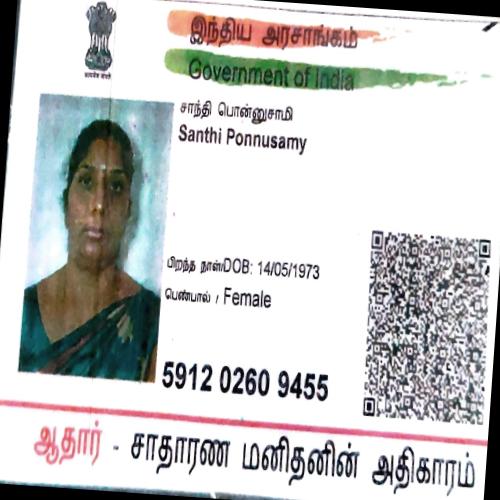 இந்திய அரசாங்கம்
Government of India
சாந்தி பொன்னுசாமி
Santhi Ponnusamy
பிறந்த நாள்/DOB: 14/05/1973
பெண்பால் / Female
5912 0260 9455
ஆதார் - சாதாரண மனிதனின் அதிகாரம்